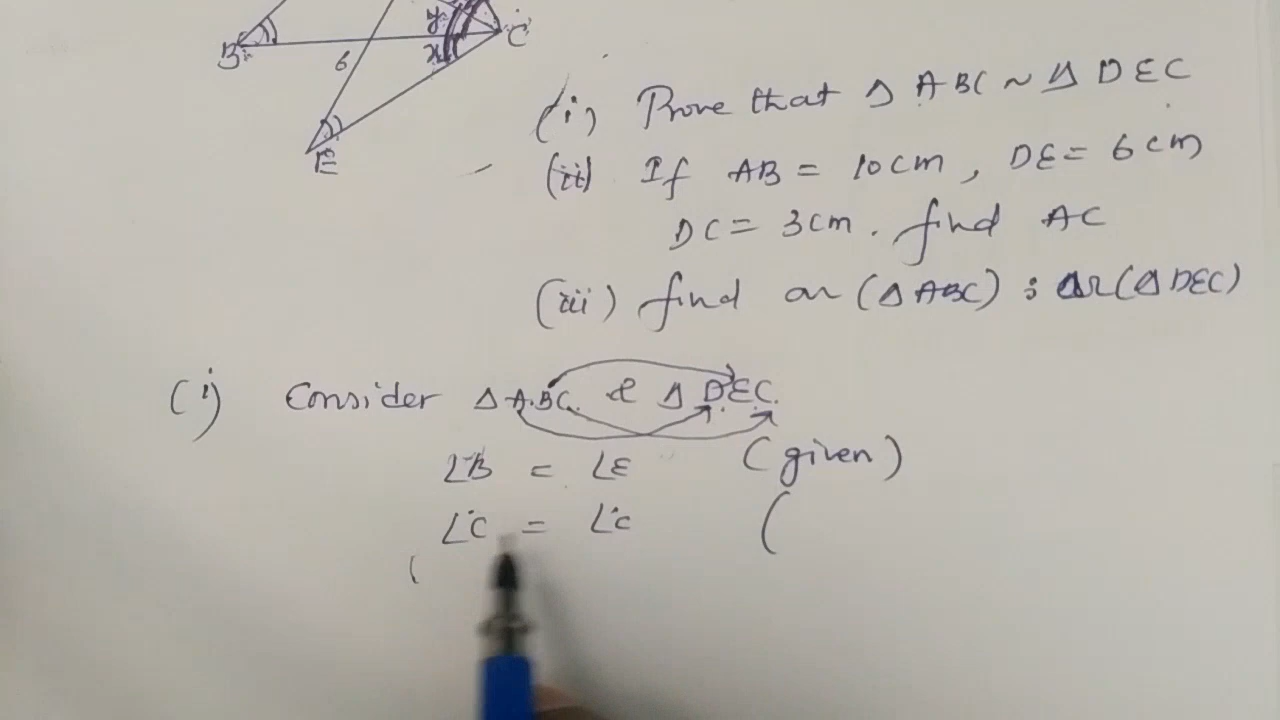 B
6
y
x
C
E
(i) Prove that Δ ABC ~ Δ DEC
(ii) If AB = 10cm, DE = 6cm
DC = 3cm. find AC
(iii) find ar (Δ ABC) : ar (Δ DEC)
(i) Consider Δ ABC & Δ DEC.
∠B = ∠E (given)
∠C = ∠C (
(